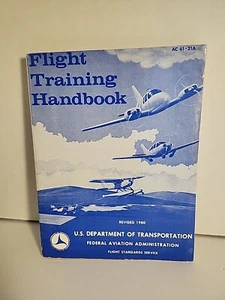 AC 61-21A
Flight
Training
Handbook
REVISED 1980
U.S. DEPARTMENT OF TRANSPORTATION
FEDERAL AVIATION ADMINISTRATION
FLIGHT STANDARDS SERVICE